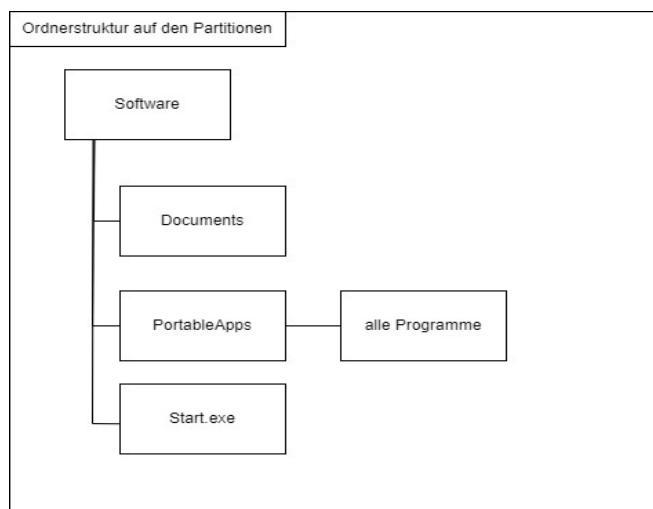 Ordnerstruktur auf den Partitionen
Software
Documents
PortableApps
alle Programme
Start.exe